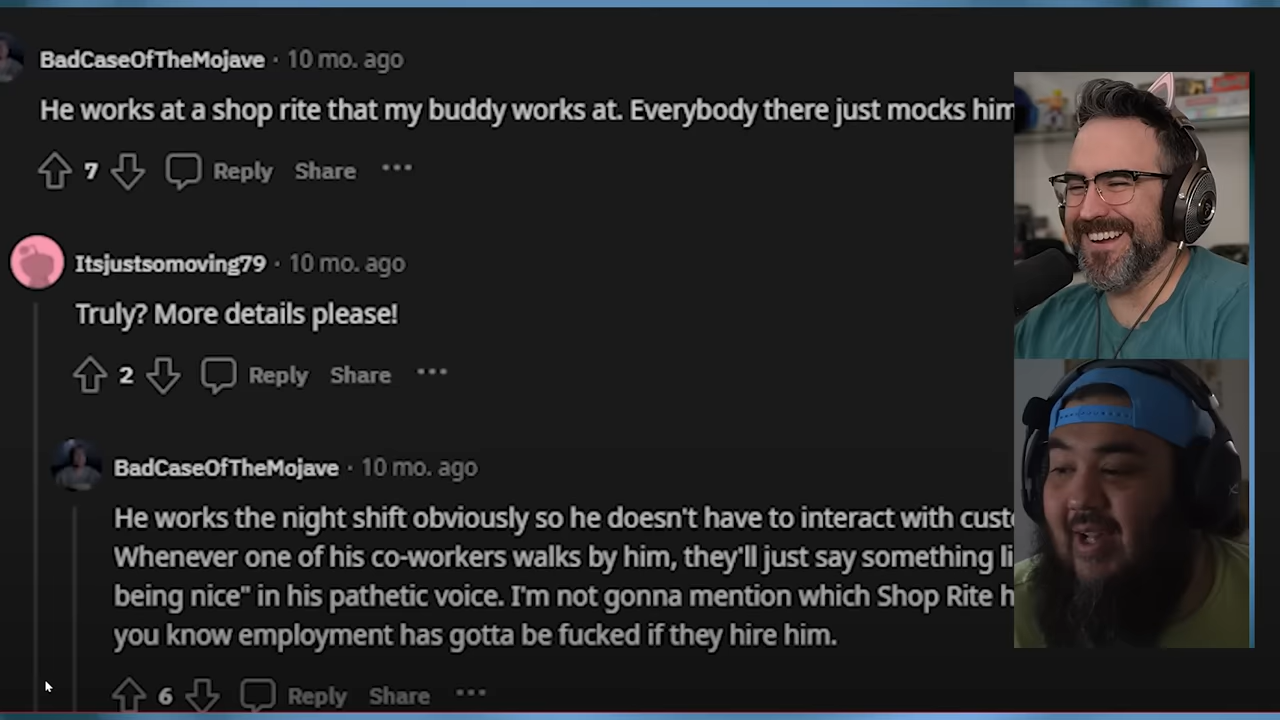 BadCaseOfTheMojave · 10 mo. ago
He works at a shop rite that my buddy works at. Everybody there just mocks him
7 Reply Share ...
Itsjustsomoving79 · 10 mo. ago
Truly? More details please!
2 Reply Share ...
BadCaseOfTheMojave · 10 mo. ago
He works the night shift obviously so he doesn't have to interact with
Whenever one of his co-workers walks by him, they'll just say something
being nice" in his pathetic voice. I'm not gonna mention which Shop Rite
you know employment has gotta be fucked if they hire him.
6 Reply Share ...